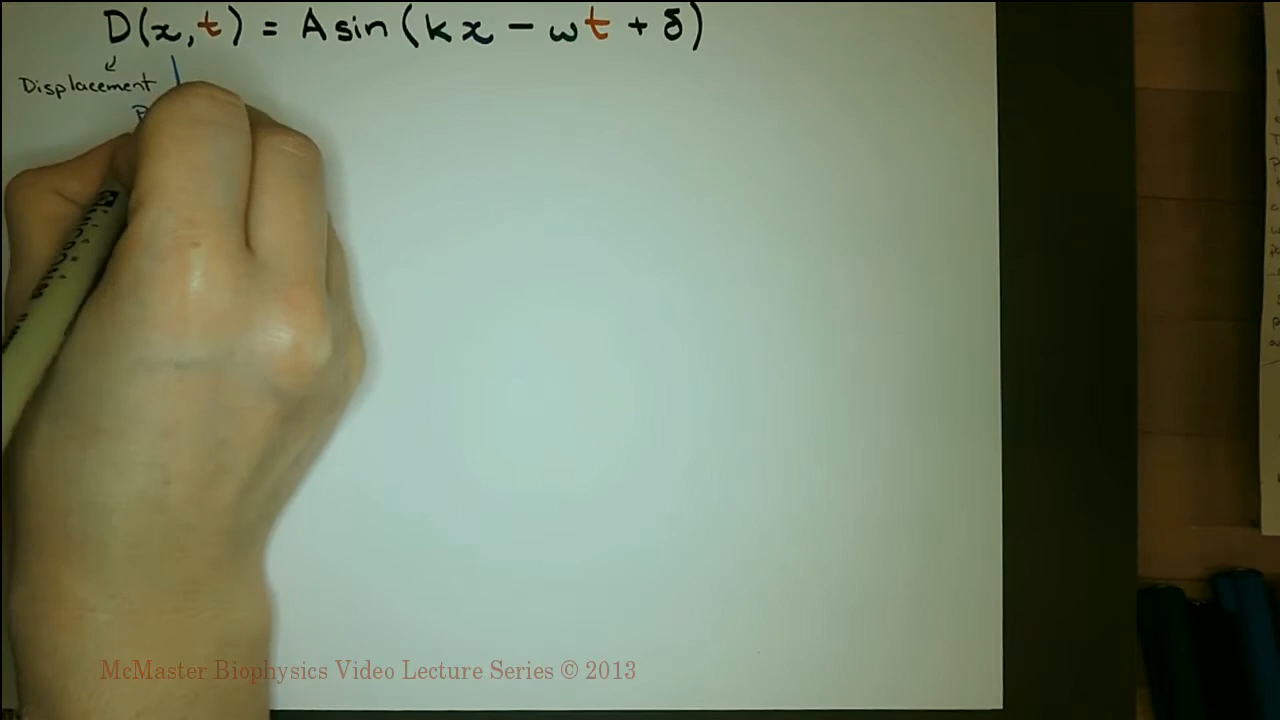 D(x,t) = A sin (kx - ωt + δ)
Displacement
McMaster Biophysics Video Lecture Series © 2013